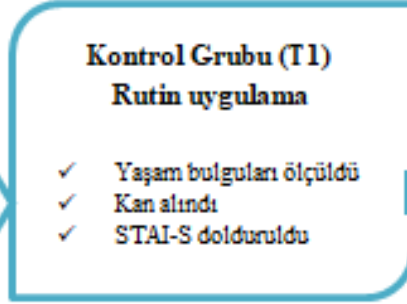 Kontrol Grubu (T1)
Rutin uygulama
✓ Yaşam bulguları ölçüldü
✓ Kan alındı
✓ STAI-S dolduruldu